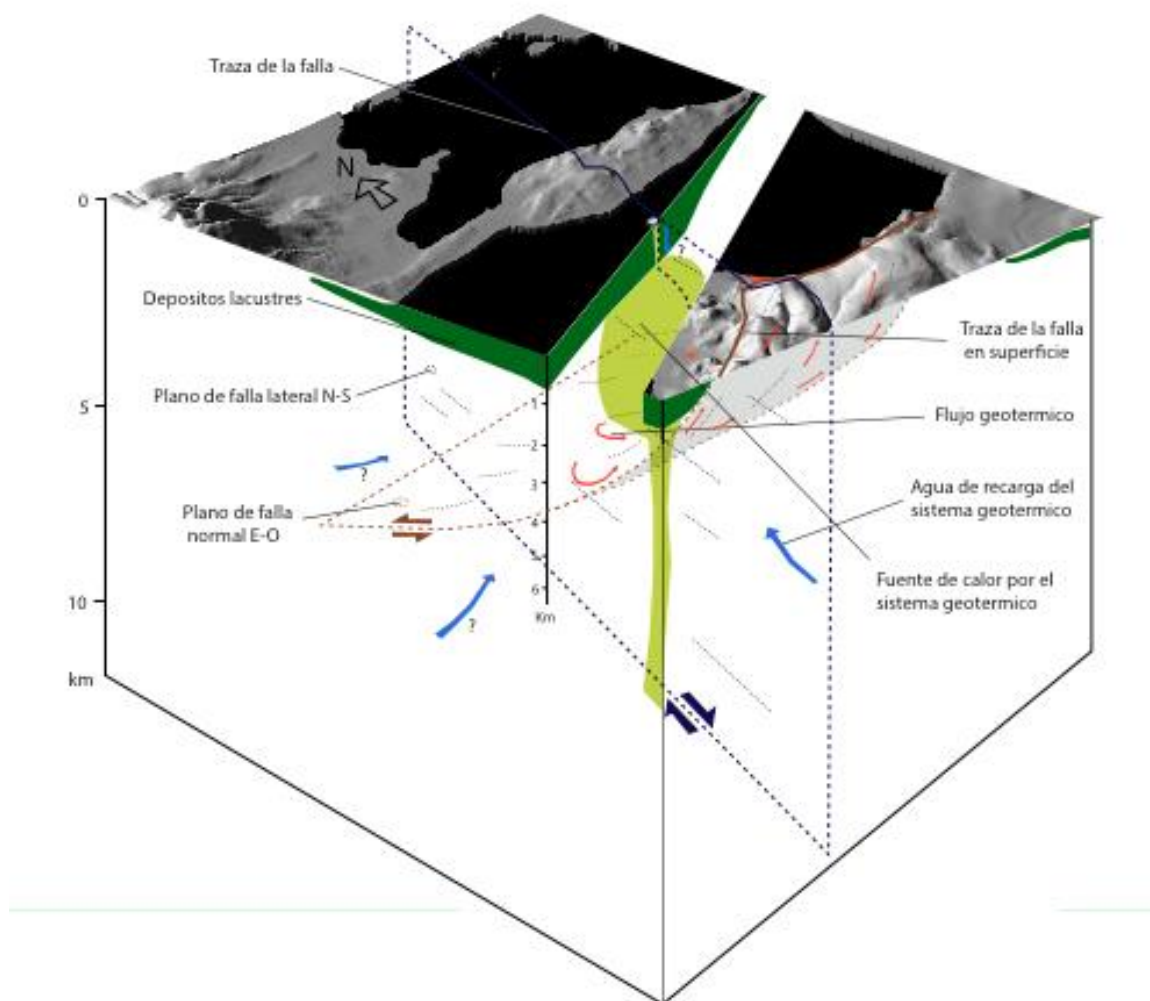 Traza de la falla
N
0
Depositos lacustres
Traza de la falla
en superficie
Plano de falla lateral N-S
5
1
Flujo geotermico
2
?
3
Agua de recarga del
sistema geotermico
Plano de falla
normal E-O
4
5
Fuente de calor por el
sistema geotermico
6
Km
10
?
km
?